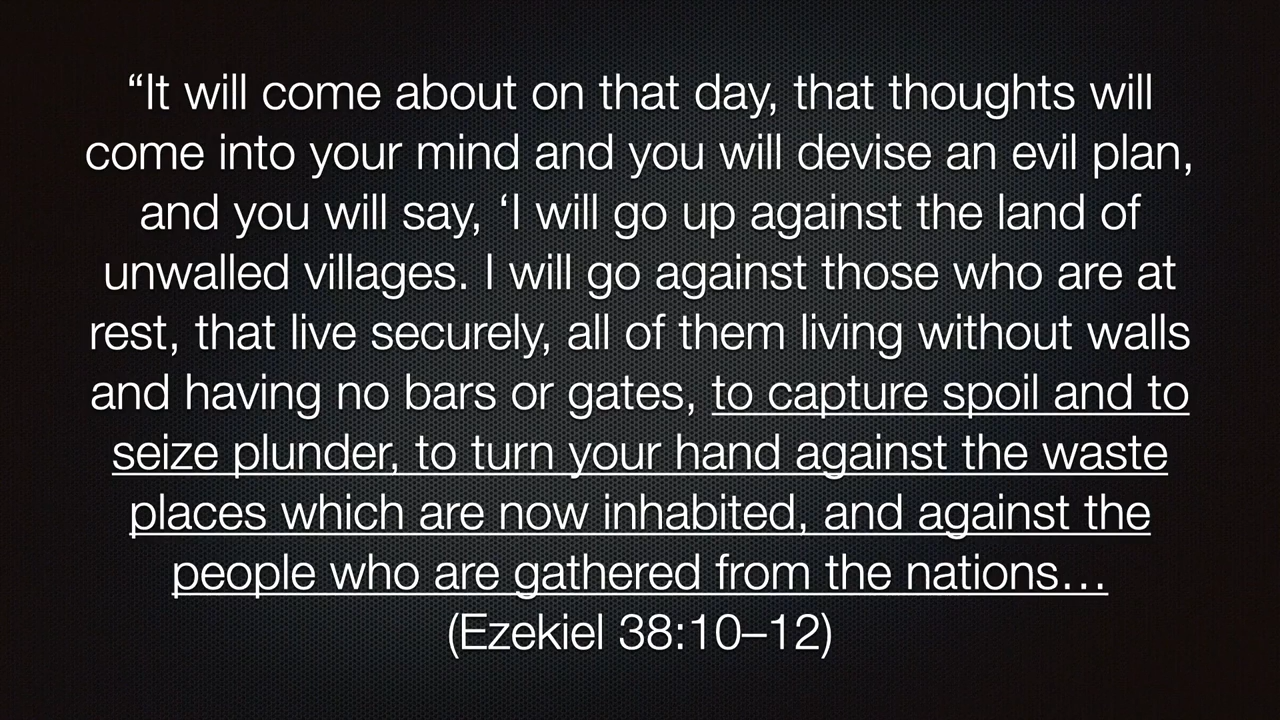 “It will come about on that day, that thoughts will
come into your mind and you will devise an evil plan,
and you will say, ‘I will go up against the land of
unwalled villages. I will go against those who are at
rest, that live securely, all of them living without walls
and having no bars or gates, to capture spoil and to
seize plunder, to turn your hand against the waste
places which are now inhabited, and against the
people who are gathered from the nations…
(Ezekiel 38:10–12)